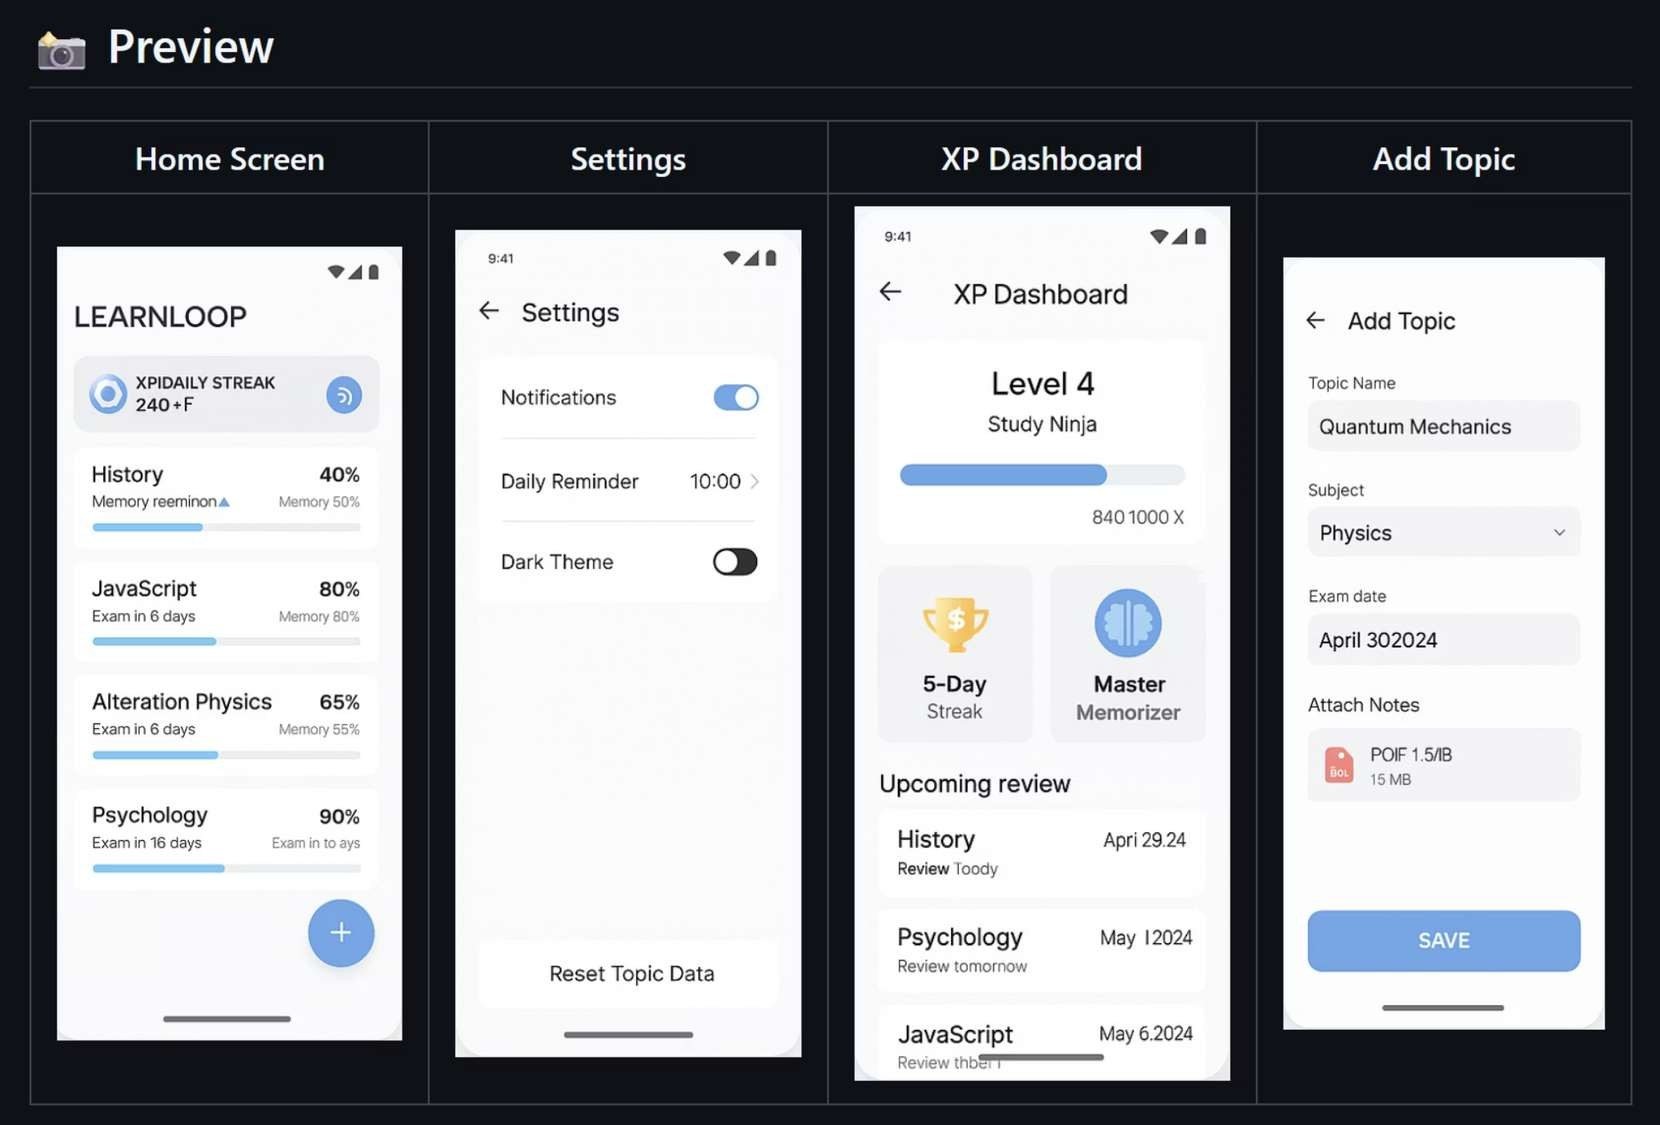 Preview
Home Screen
Settings
XP Dashboard
Add Topic
LEARNLOOP
XPIDAILY STREAK
240+F
History
40%
Memory reeminon
Memory 50%
JavaScript
80%
Exam in 6 days
Memory 80%
Alteration Physics
65%
Exam in 6 days
Memory 55%
Psychology
90%
Exam in 16 days
Exam in to ays
+
9:41
Settings
Notifications
Daily Reminder
10:00
Dark Theme
Reset Topic Data
9:41
XP Dashboard
Level 4
Study Ninja
840 1000 X
$
5-Day
Streak
Master
Memorizer
Upcoming review
History
Apri 29.24
Review Toody
Psychology
May 12024
Review tomornow
JavaScript
May 6.2024
Review
Add Topic
Topic Name
Quantum Mechanics
Subject
Physics
Exam date
April 302024
Attach Notes
BOL
POIF 1.5/IB
15 MB
SAVE